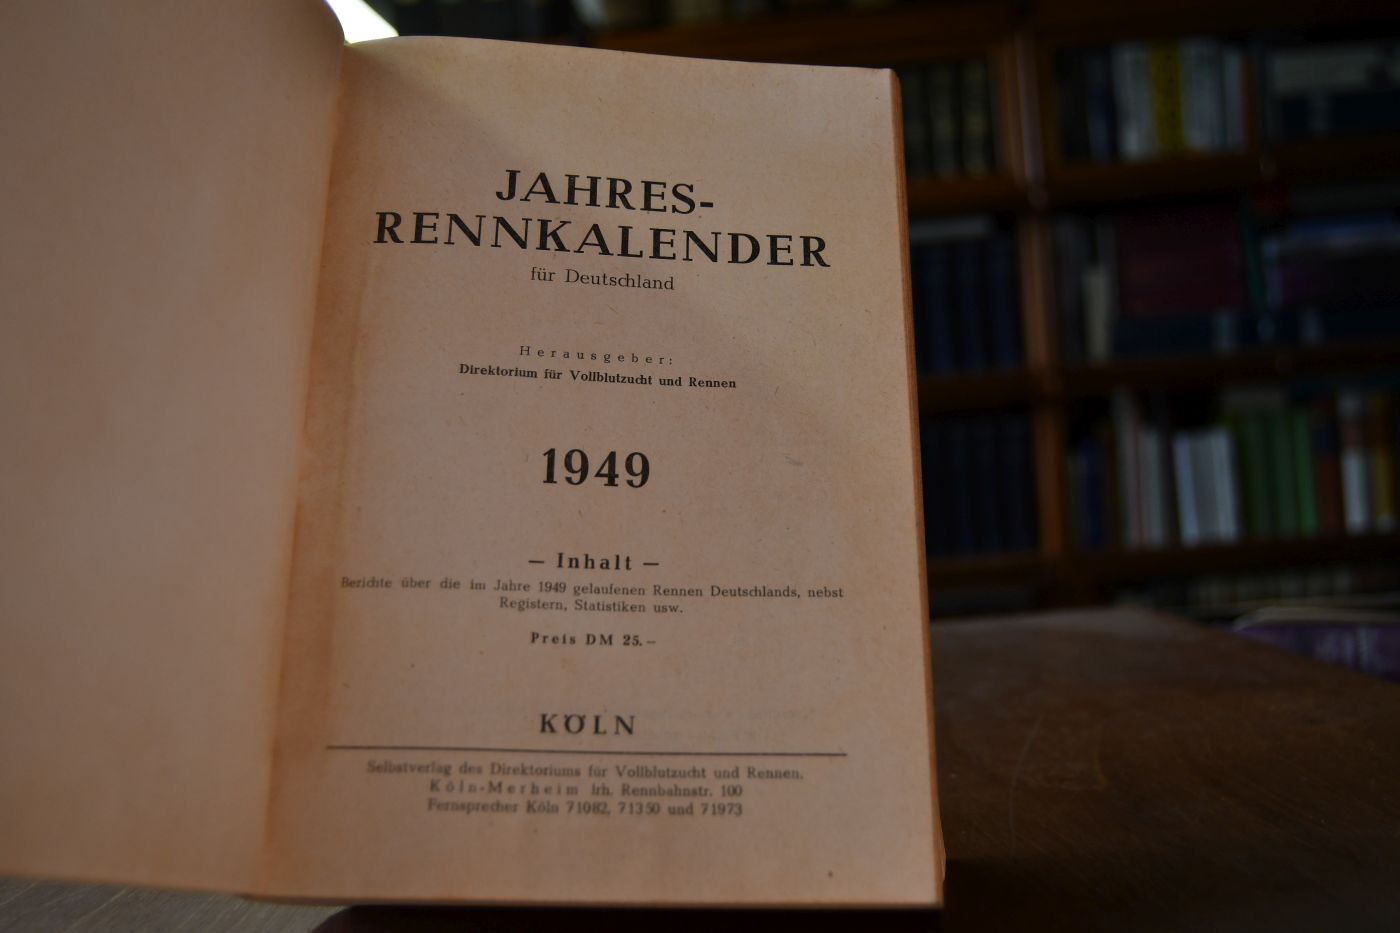 JAHRES-
RENNKALENDER
für Deutschland
Herausgeber:
Direktorium für Vollblutzucht und Rennen
1949
— Inhalt —
Berichte über die im Jahre 1949 gelaufenen Rennen Deutschlands, nebst
Registern, Statistiken usw.
Preis DM 25.–
KÖLN
Selbstverlag des Direktoriums für Vollblutzucht und Rennen.
Köln-Merheim lrh. Rennbahnstr. 100
Fernsprecher Köln 71082, 71350 und 71973